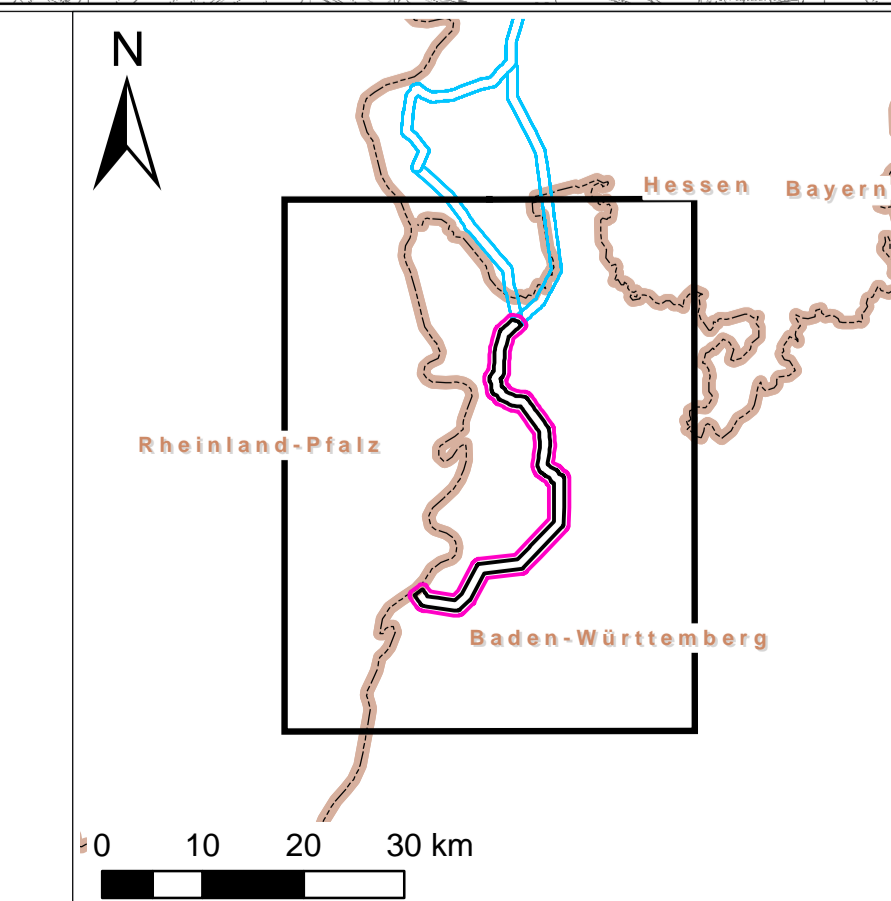 N
Hessen Bayern
Rheinland-Pfalz
Baden-Württemberg
0 10 20 30 km